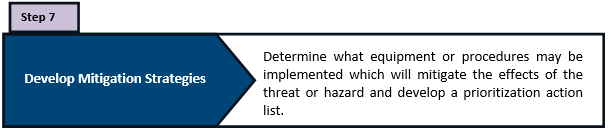 Step 7
Develop Mitigation Strategies
Determine what equipment or procedures may be
implemented which will mitigate the effects of the
threat or hazard and develop a prioritization action
list.